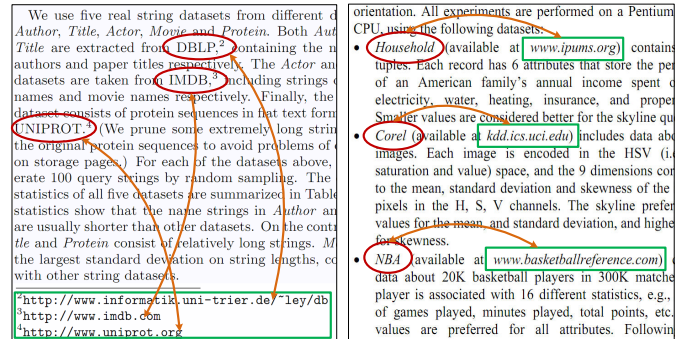 We use five real string datasets from different d
Author, Title, Actor, Movie and Protein. Both Aut
Title are extracted from DBLP,2 containing the n
authors and paper titles respectively. The Actor an
datasets are taken from IMDB,3 including strings o
names and movie names respectively. Finally, the
dataset consists of protein sequences in flat text form
UNIPROT.4 (We prune some extremely long strin
the original protein sequences to avoid problems of
on storage pages.) For each of the datasets above,
erate 100 query strings by random sampling. The
statistics of all five datasets are summarized in Table
statistics show that the name strings in Author an
are usually shorter than other datasets. On the cont
tle and Protein consist of relatively long strings. M
the largest standard deviation on string lengths, co
with other string datasets.
2http://www.informatik.uni-trier.de/~ley/db
3http://www.imdb.com
4http://www.uniprot.org
orientation. All experiments are performed on a Pentium
CPU, using the following datasets:
• Household (available at www.ipums.org) contains
tuples. Each record has 6 attributes that store the per
of an American family's annual income spent o
electricity, water, heating, insurance, and proper
Smaller values are considered better for the skyline qu
• Corel (available at kdd.ics.uci.edu) includes data abo
images. Each image is encoded in the HSV (i.e
saturation and value) space, and the 9 dimensions cor
to the mean, standard deviation and skewness of the
pixels in the H, S, V channels. The skyline prefer
values for the mean, and standard deviation, and highe
for skewness.
• NBA (available at www.basketballreference.com)
data about 20K basketball players in 300K matche
player is associated with 16 different statistics, e.g.,
of games played, minutes played, total points, etc.
values are preferred for all attributes. Followin